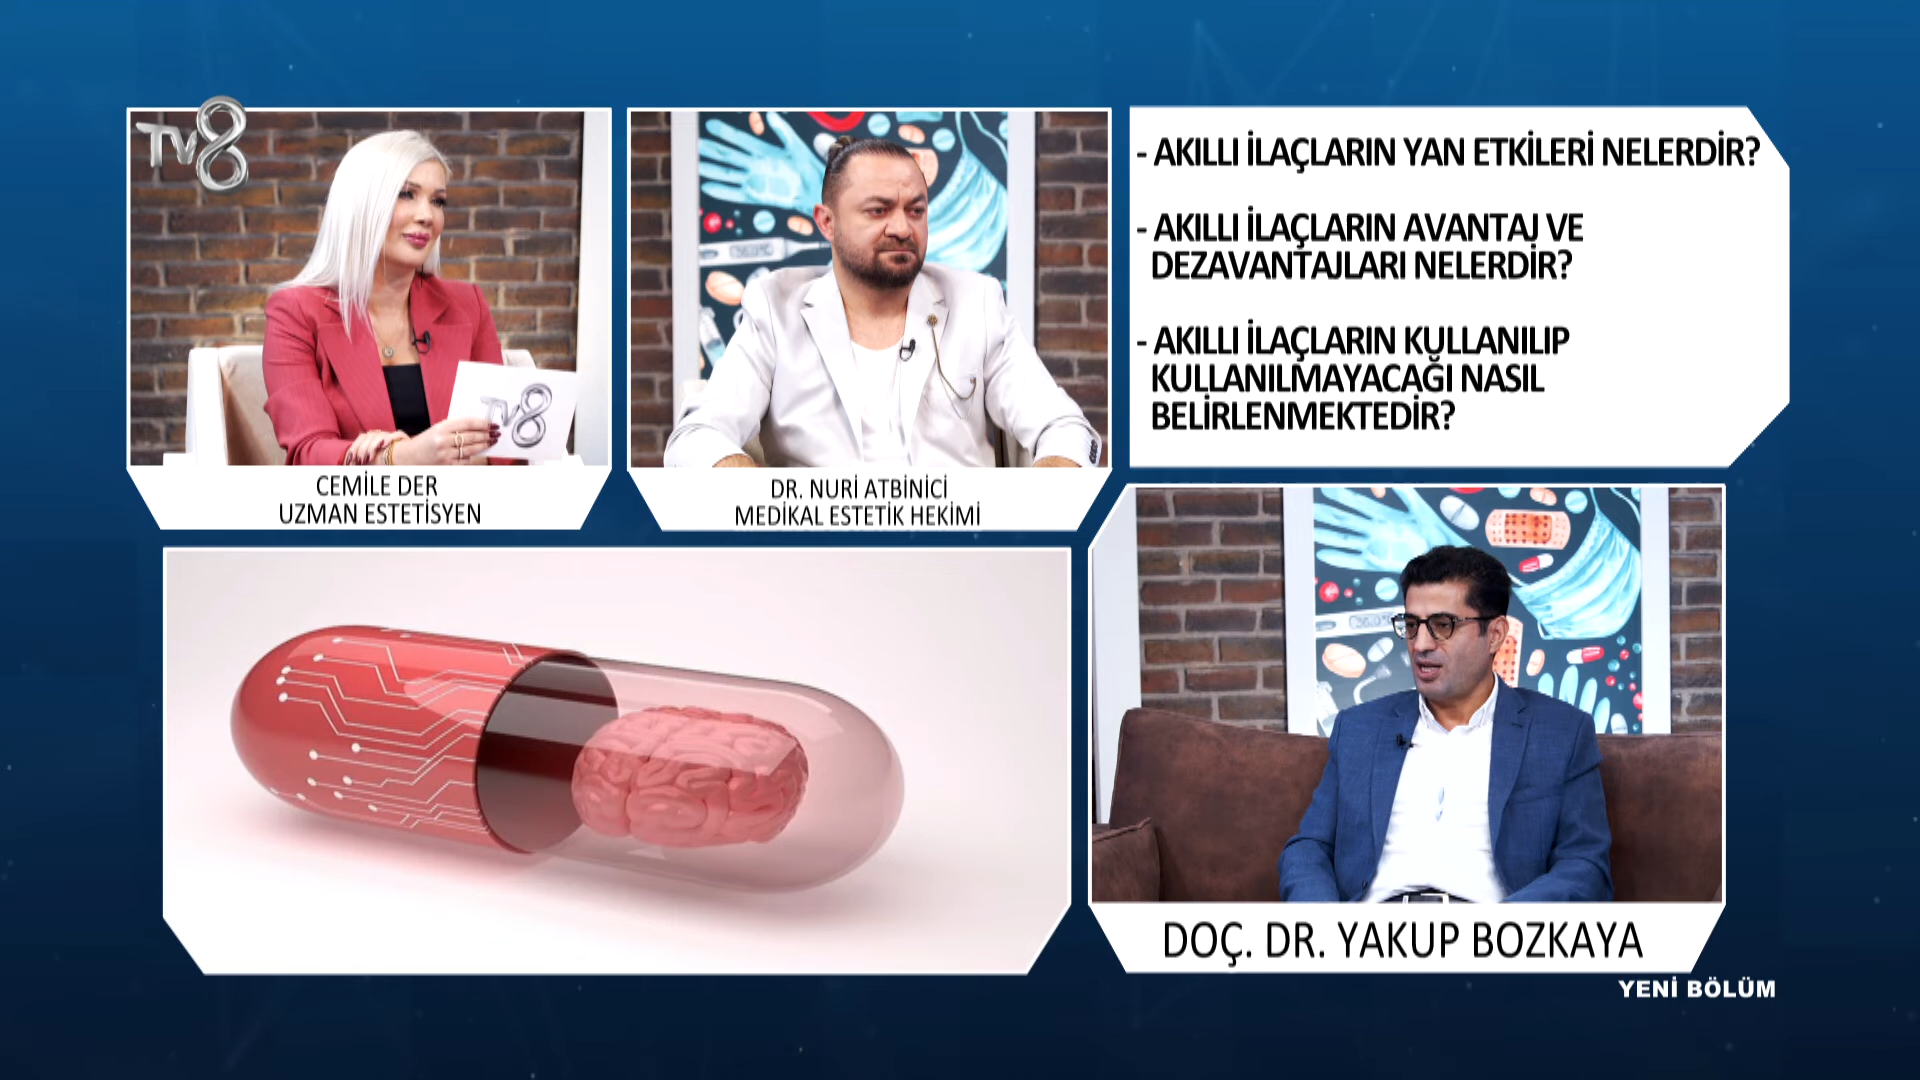 TV8
- AKILLI İLAÇLARIN YAN ETKİLERİ NELERDİR?
- AKILLI İLAÇLARIN AVANTAJ VE
DEZAVANTAJLARI NELERDİR?
- AKILLI İLAÇLARIN KULLANILIP
KULLANILMAYACAĞI NASIL
BELİRLENMEKTEDİR?
TV8
CEMİLE DER
UZMAN ESTETİSYEN
DR. NURİ ATBİNİCİ
MEDİKAL ESTETİK HEKİMİ
DOÇ. DR. YAKUP BOZKAYA
YENİ BÖLÜM